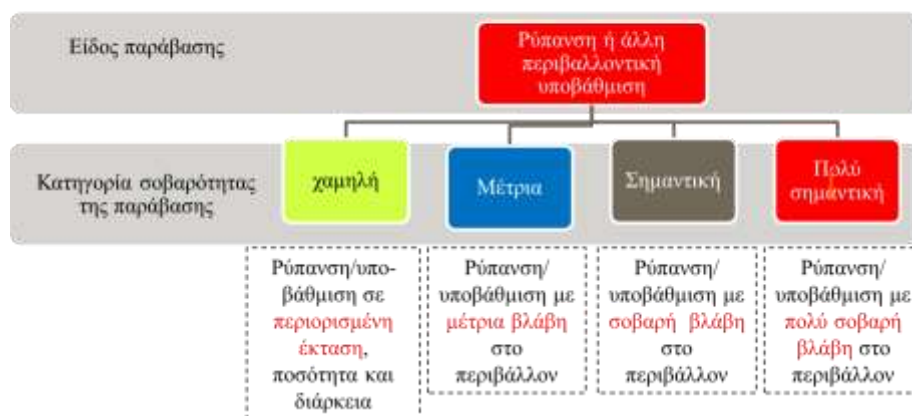 Είδος παράβασης
Ρύπανση ή άλλη
περιβαλλοντική
υποβάθμιση
Κατηγορία σοβαρότητας
της παράβασης
χαμηλή
Μέτρια
Σημαντική
Πολύ
σημαντική
Ρύπανση/υπο-
βάθμιση σε
περιορισμένη
έκταση,
ποσότητα και
διάρκεια
Ρύπανση/
υποβάθμιση με
μέτρια βλάβη
στο
περιβάλλον
Ρύπανση/
υποβάθμιση με
σοβαρή βλάβη
στο
περιβάλλον
Ρύπανση/
υποβάθμιση με
πολύ σοβαρή
βλάβη στο
περιβάλλον